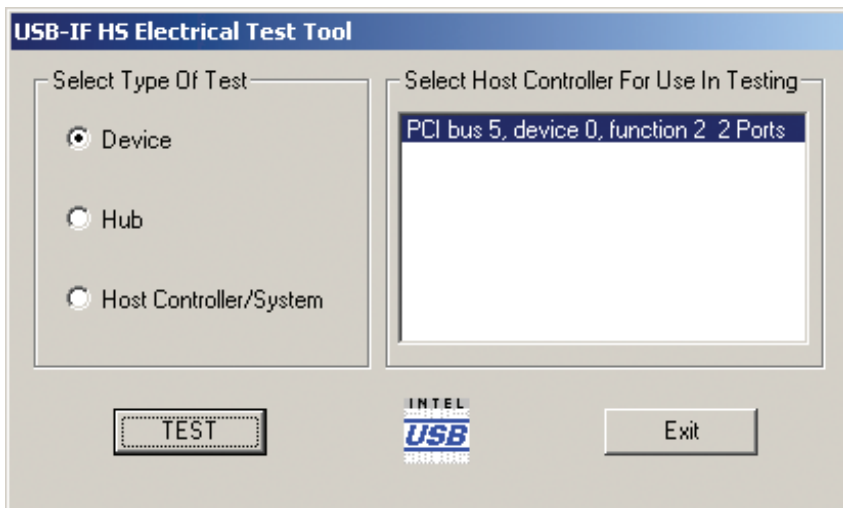 USB-IF HS Electrical Test Tool
Select Type Of Test
Device
Hub
Host Controller/System
Select Host Controller For Use In Testing
PCI bus 5, device 0, function 2  2 Ports
TEST
INTEL
USB
Exit